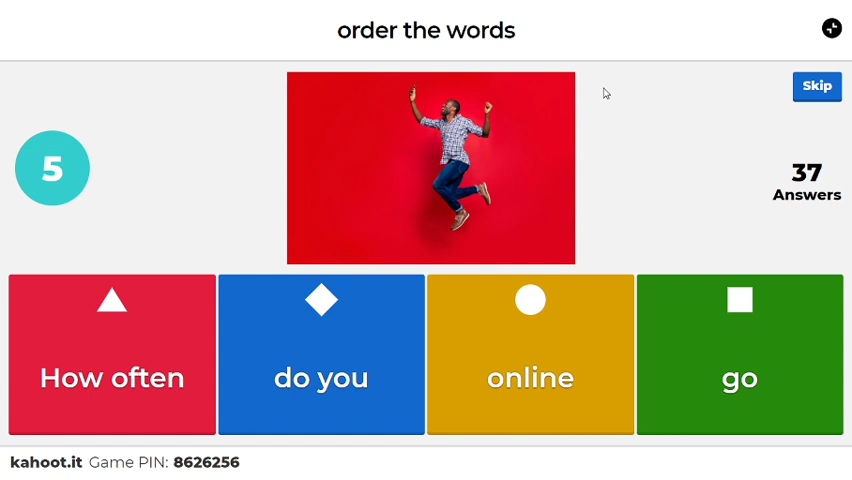 order the words
Skip
5
37
Answers
How often
do you
online
go
kahoot.it Game PIN: 8626256